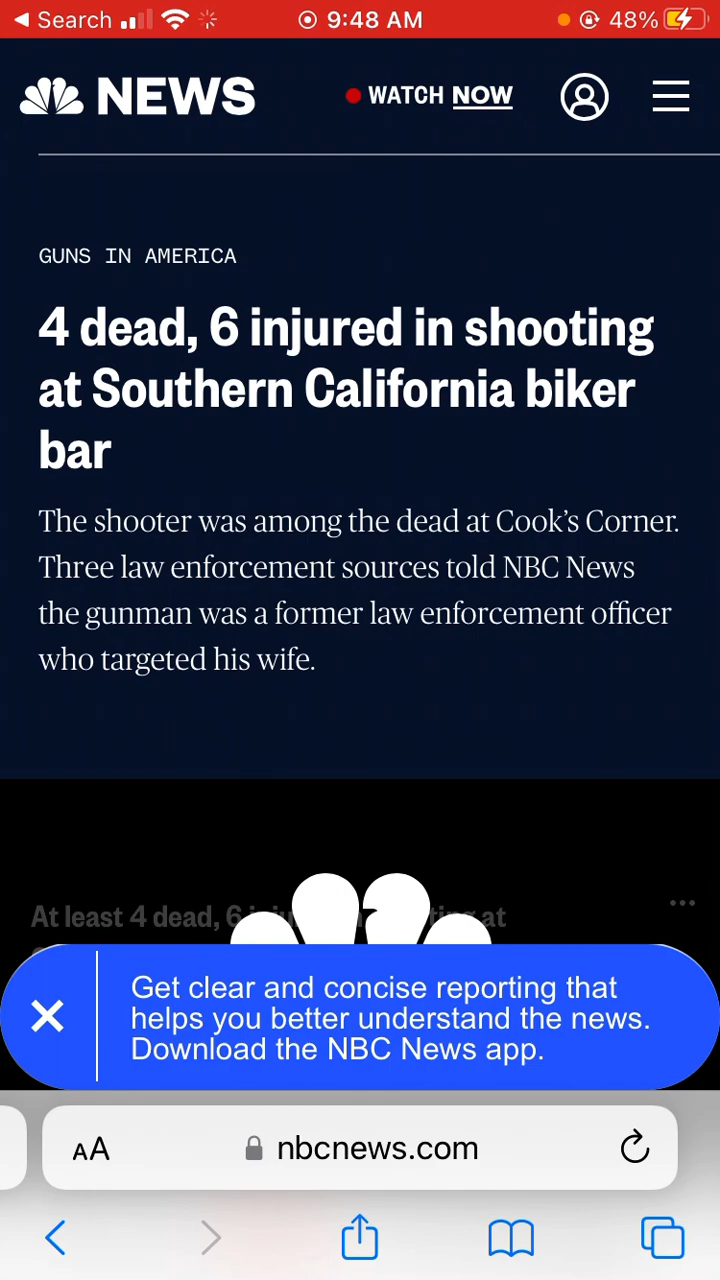 Search 9:48 AM 48%
NEWS WATCH NOW
GUNS IN AMERICA
4 dead, 6 injured in shooting
at Southern California biker
bar
The shooter was among the dead at Cook's Corner.
Three law enforcement sources told NBC News
the gunman was a former law enforcement officer
who targeted his wife.
At least 4 dead, 6 at
Get clear and concise reporting that
helps you better understand the news.
Download the NBC News app.
AA nbcnews.com